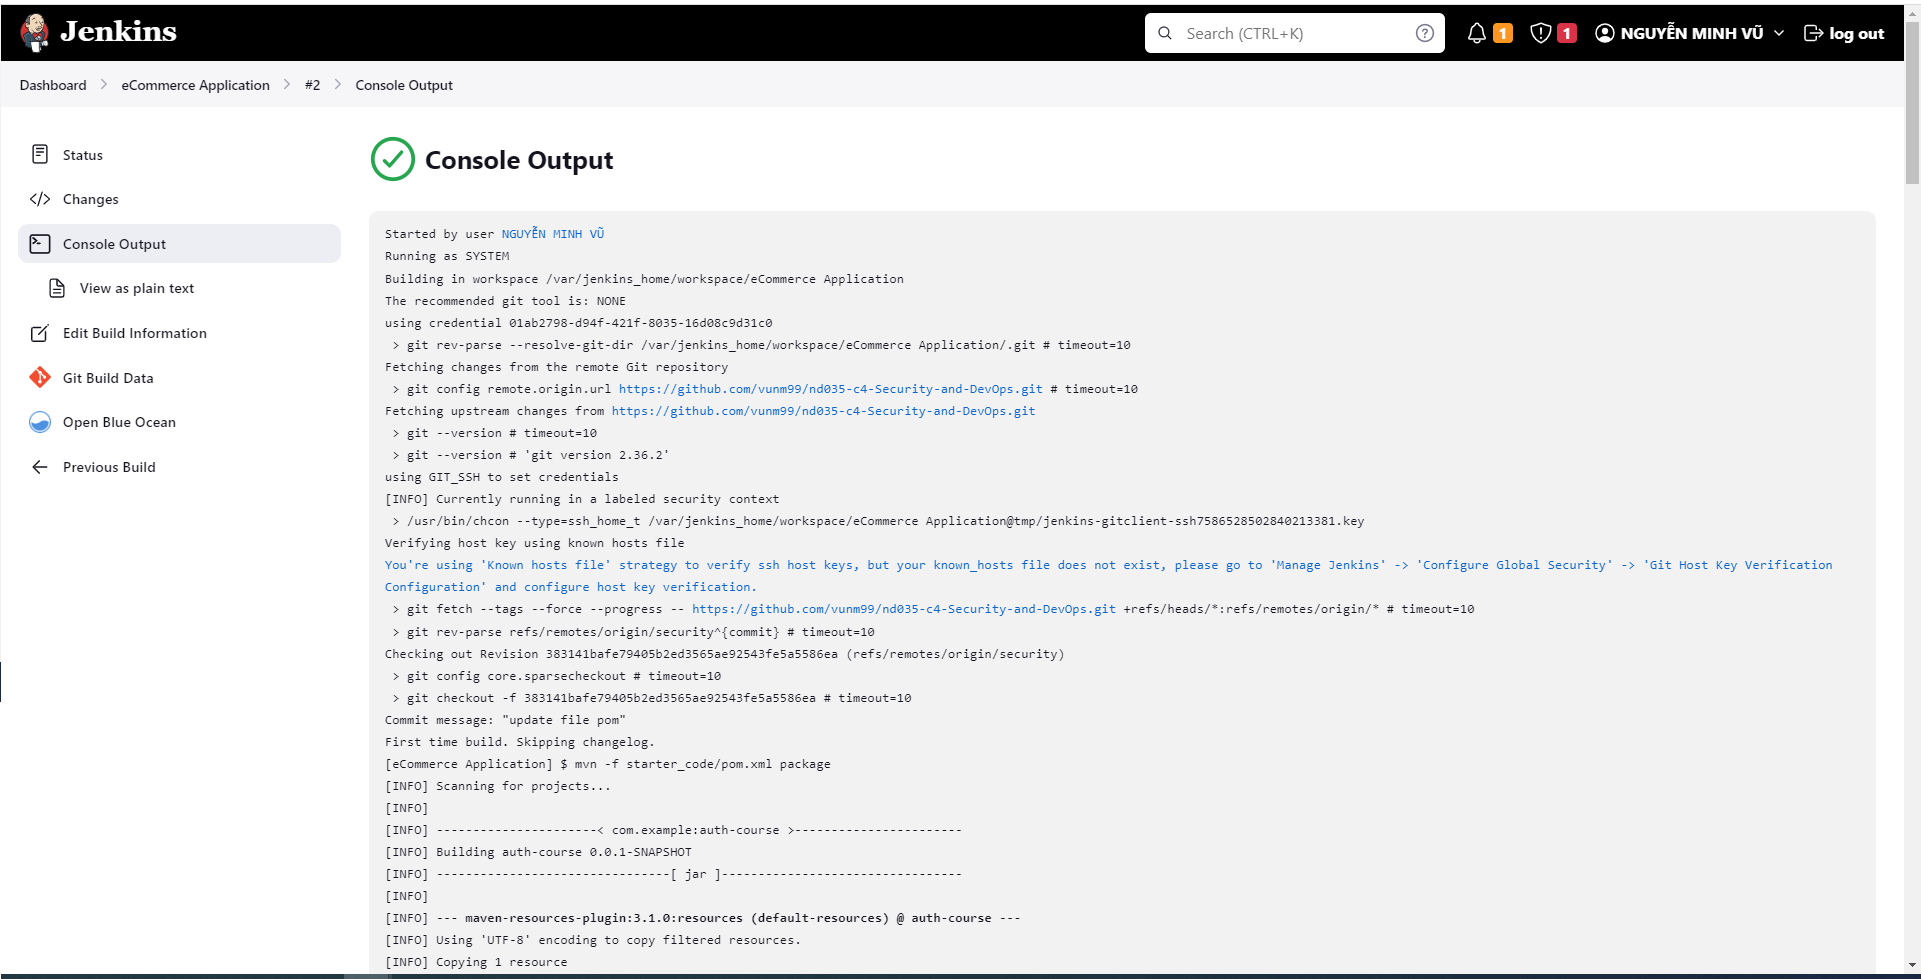 Jenkins
Search (CTRL+K)
1
1
NGUYỄN MINH VŨ
log out
Dashboard > eCommerce Application > #2 > Console Output
Status
Changes
Console Output
View as plain text
Edit Build Information
Git Build Data
Open Blue Ocean
Previous Build
Console Output
Started by user NGUYỄN MINH VŨ
Running as SYSTEM
Building in workspace /var/jenkins_home/workspace/eCommerce Application
The recommended git tool is: NONE
using credential 01ab2798-d94f-421f-8035-16d08c9d31c0
> git rev-parse --resolve-git-dir /var/jenkins_home/workspace/eCommerce Application/.git # timeout=10
Fetching changes from the remote Git repository
> git config remote.origin.url https://github.com/vunm99/nd035-c4-Security-and-DevOps.git # timeout=10
Fetching upstream changes from https://github.com/vunm99/nd035-c4-Security-and-DevOps.git
> git --version # timeout=10
> git --version # 'git version 2.36.2'
using GIT_SSH to set credentials
[INFO] Currently running in a labeled security context
> /usr/bin/chcon --type=ssh_home_t /var/jenkins_home/workspace/eCommerce Application@tmp/jenkins-gitclient-ssh7586528502840213381.key
Verifying host key using known hosts file
You're using 'Known hosts file' strategy to verify ssh host keys, but your known_hosts file does not exist, please go to 'Manage Jenkins' -> 'Configure Global Security' -> 'Git Host Key Verification
Configuration' and configure host key verification.
> git fetch --tags --force --progress -- https://github.com/vunm99/nd035-c4-Security-and-DevOps.git +refs/heads/*:refs/remotes/origin/* # timeout=10
> git rev-parse refs/remotes/origin/security^{commit} # timeout=10
Checking out Revision 383141bafe79405b2ed3565ae92543fe5a5586ea (refs/remotes/origin/security)
> git config core.sparsecheckout # timeout=10
> git checkout -f 383141bafe79405b2ed3565ae92543fe5a5586ea # timeout=10
Commit message: "update file pom"
First time build. Skipping changelog.
[eCommerce Application] $ mvn -f starter_code/pom.xml package
[INFO] Scanning for projects...
[INFO]
[INFO] ----------------------< com.example:auth-course >-----------------------
[INFO] Building auth-course 0.0.1-SNAPSHOT
[INFO] --------------------------------[ jar ]---------------------------------
[INFO]
[INFO] --- maven-resources-plugin:3.1.0:resources (default-resources) @ auth-course ---
[INFO] Using 'UTF-8' encoding to copy filtered resources.
[INFO] Copying 1 resource